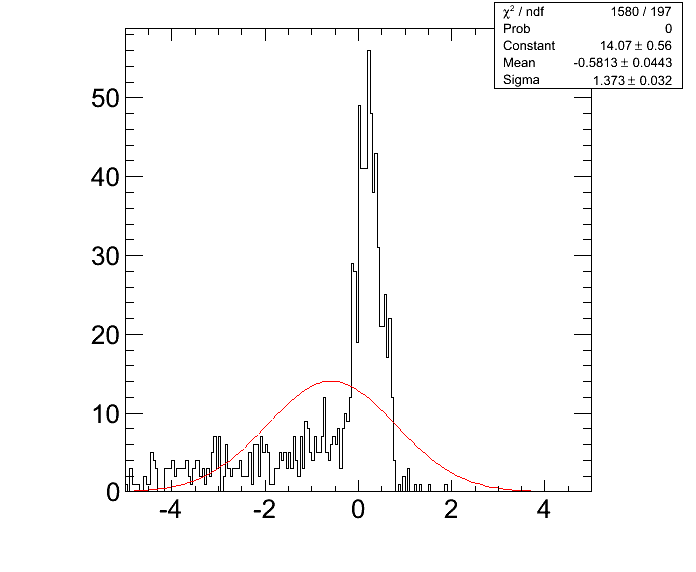 χ² / ndf 1580 / 197
Prob 0
Constant 14.07 ± 0.56
Mean -0.5813 ± 0.0443
Sigma 1.373 ± 0.032
50
40
30
20
10
0
-4 -2 0 2 4